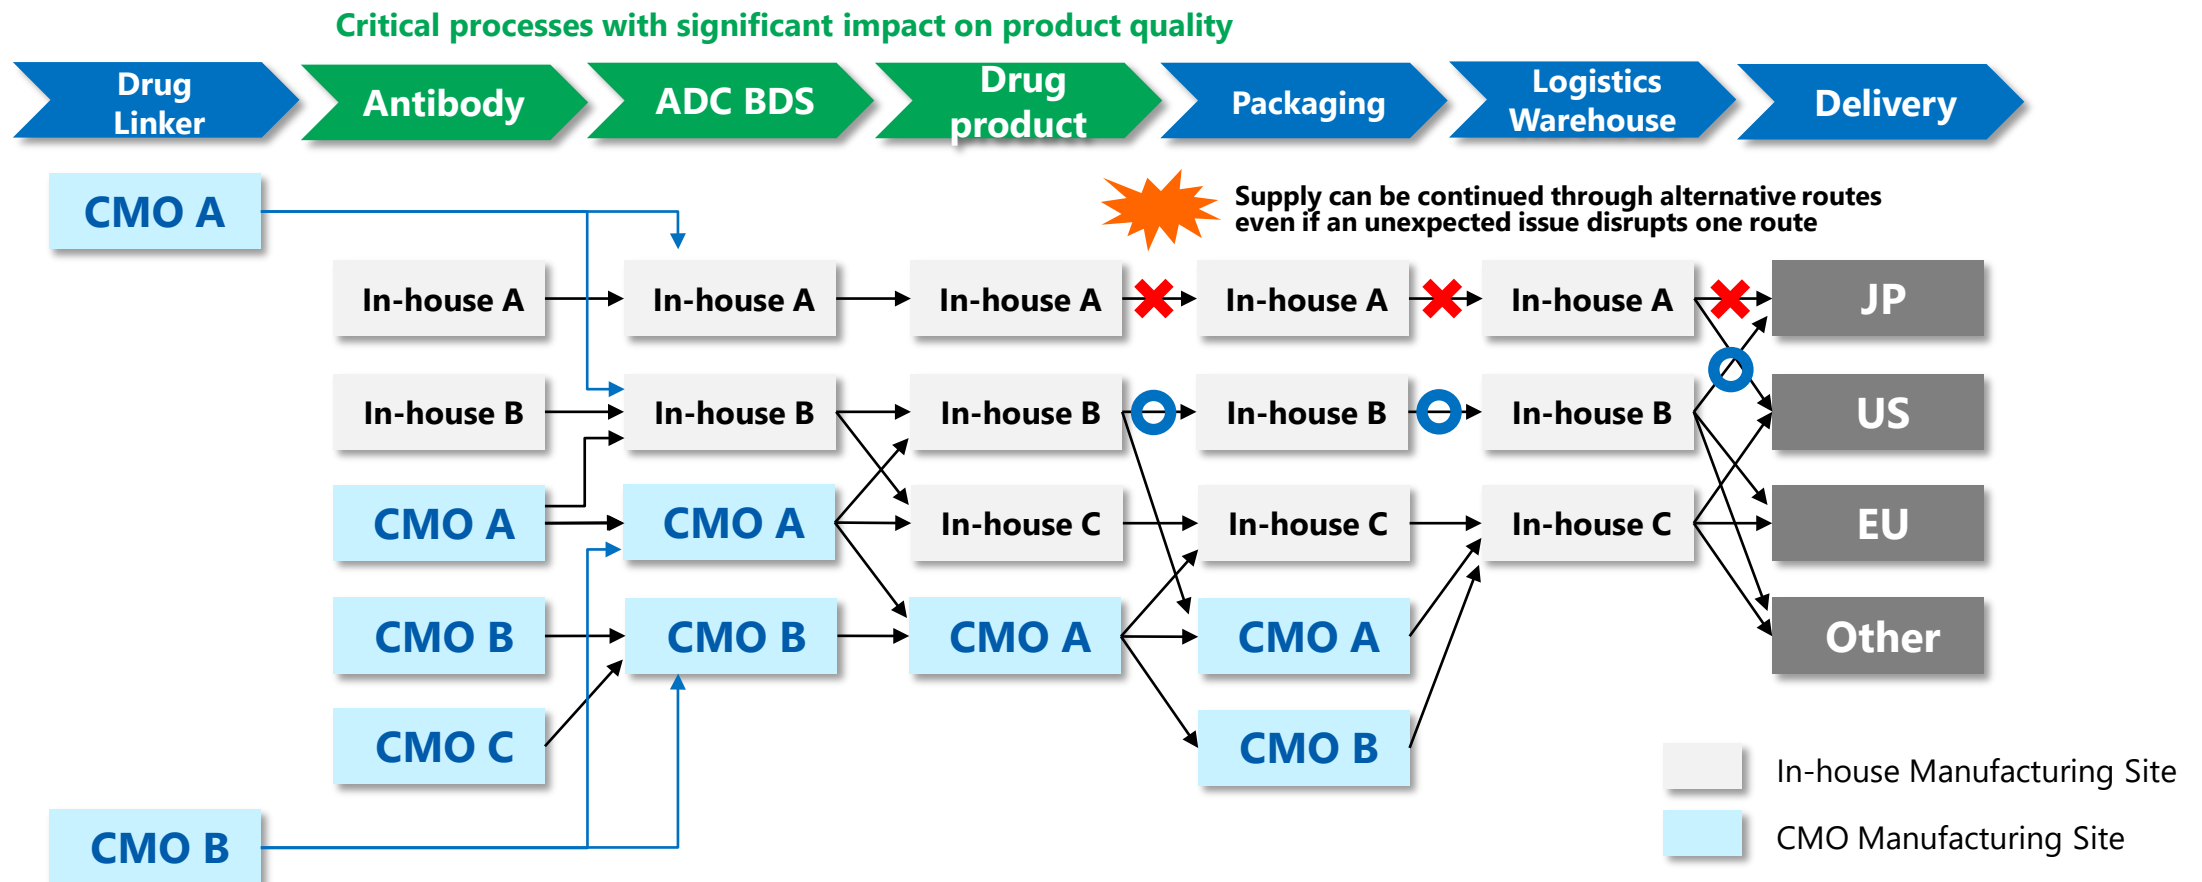 Critical processes with significant impact on product quality
Drug
Linker
Antibody
ADC BDS
Drug
product
Packaging
Logistics
Warehouse
Delivery
CMO A
Supply can be continued through alternative routes
even if an unexpected issue disrupts one route
In-house A
In-house A
In-house A
In-house A
In-house A
JP
In-house B
In-house B
In-house B
In-house B
In-house B
US
CMO A
CMO A
In-house C
In-house C
In-house C
EU
CMO B
CMO B
CMO A
CMO A
Other
CMO C
CMO B
In-house Manufacturing Site
CMO B
CMO Manufacturing Site